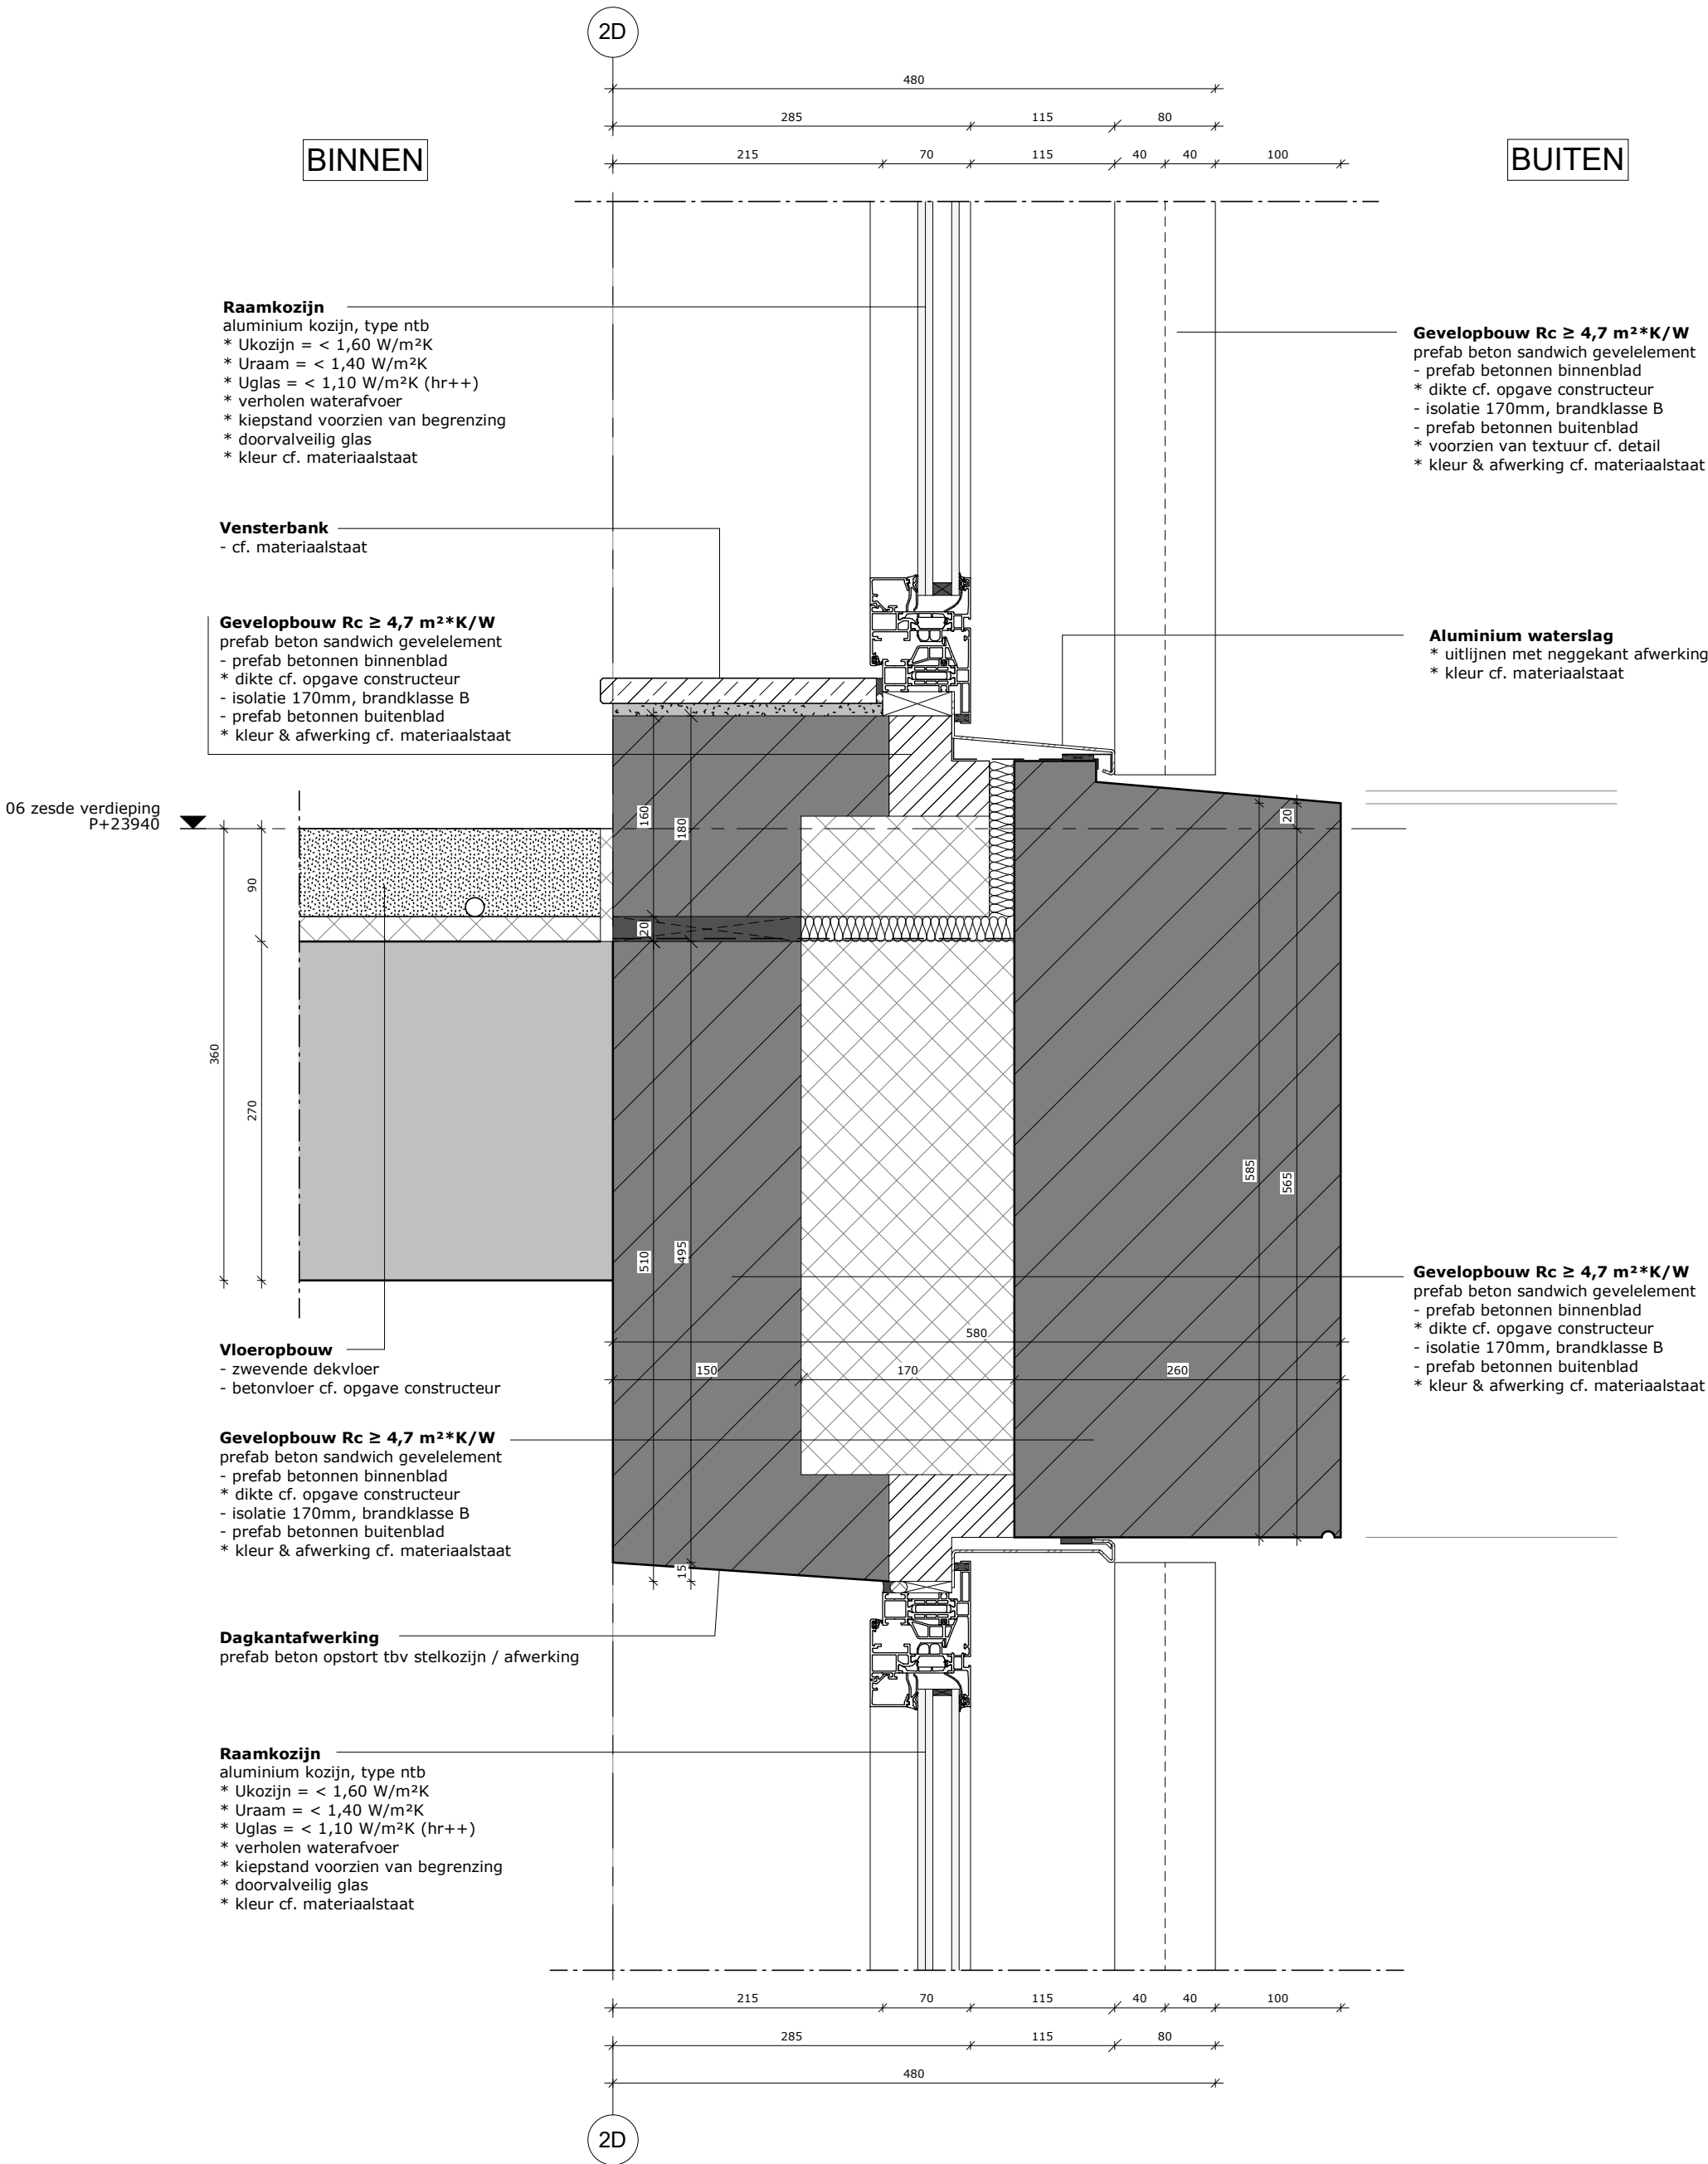 2D
480
285
115
80
BINNEN
215
70
115
40
40
100
BUITEN
Raamkozijn
aluminium kozijn, type ntb
* Ukozijn = < 1,60 W/m²K
* Uraam = < 1,40 W/m²K
* Uglas = < 1,10 W/m²K (hr++)
* verholen waterafvoer
* kiepstand voorzien van begrenzing
* doorvalveilig glas
* kleur cf. materiaalstaat
Gevelopbouw Rc ≥ 4,7 m²*K/W
prefab beton sandwich gevelelement
- prefab betonnen binnenblad
* dikte cf. opgave constructeur
- isolatie 170mm, brandklasse B
- prefab betonnen buitenblad
* voorzien van textuur cf. detail
* kleur & afwerking cf. materiaalstaat
Vensterbank
- cf. materiaalstaat
Gevelopbouw Rc ≥ 4,7 m²*K/W
prefab beton sandwich gevelelement
- prefab betonnen binnenblad
* dikte cf. opgave constructeur
- isolatie 170mm, brandklasse B
- prefab betonnen buitenblad
* kleur & afwerking cf. materiaalstaat
Aluminium waterslag
* uitlijnen met neggekant afwerking
* kleur cf. materiaalstaat
06 zesde verdieping
P+23940
160
180
20
90
20
360
270
585
565
510
495
580
150
170
260
Gevelopbouw Rc ≥ 4,7 m²*K/W
prefab beton sandwich gevelelement
- prefab betonnen binnenblad
* dikte cf. opgave constructeur
- isolatie 170mm, brandklasse B
- prefab betonnen buitenblad
* kleur & afwerking cf. materiaalstaat
Vloeropbouw
- zwevende dekvloer
- betonvloer cf. opgave constructeur
Gevelopbouw Rc ≥ 4,7 m²*K/W
prefab beton sandwich gevelelement
- prefab betonnen binnenblad
* dikte cf. opgave constructeur
- isolatie 170mm, brandklasse B
- prefab betonnen buitenblad
* kleur & afwerking cf. materiaalstaat
15
Dagkantafwerking
prefab beton opstort tbv stelkozijn / afwerking
Raamkozijn
aluminium kozijn, type ntb
* Ukozijn = < 1,60 W/m²K
* Uraam = < 1,40 W/m²K
* Uglas = < 1,10 W/m²K (hr++)
* verholen waterafvoer
* kiepstand voorzien van begrenzing
* doorvalveilig glas
* kleur cf. materiaalstaat
215
70
115
40
40
100
285
115
80
480
2D